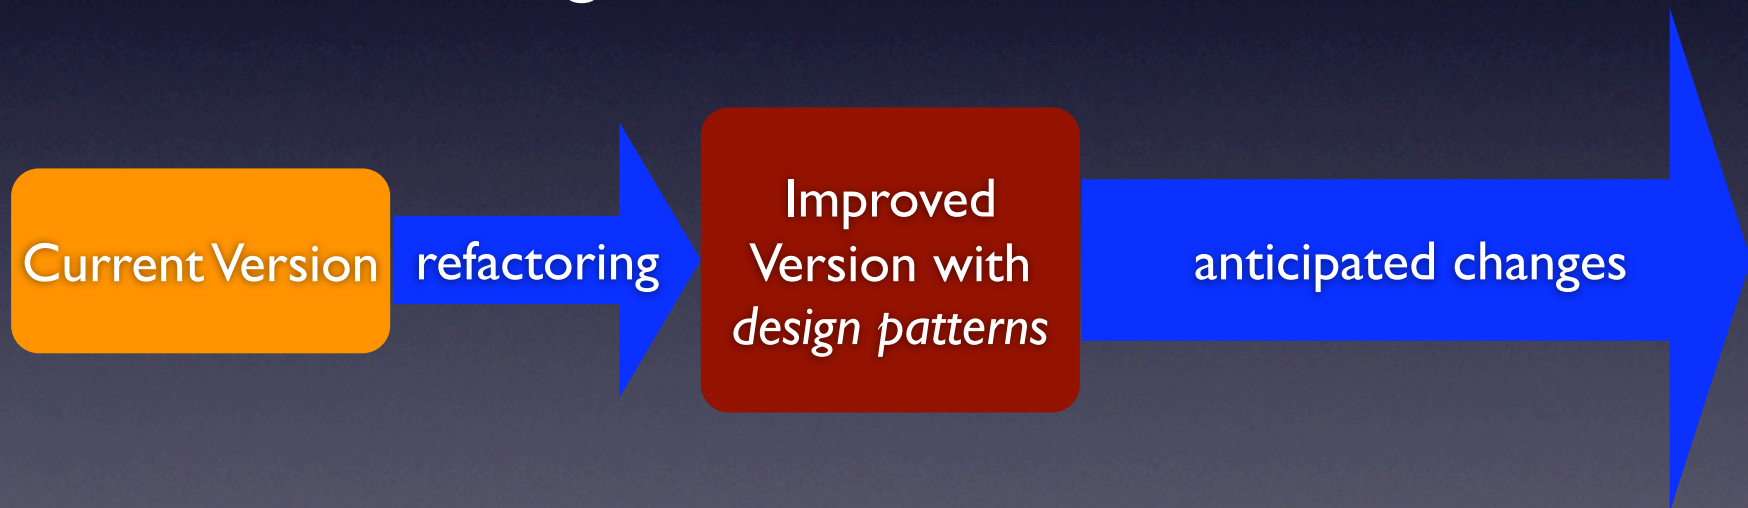 Current Version
refactoring
Improved
Version with
design patterns
anticipated changes